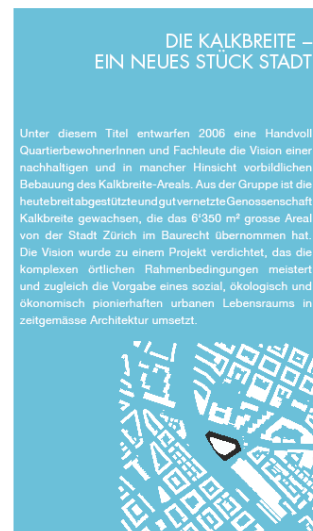 DIE KALKBREITE –
EIN NEUES STÜCK STADT
Unter diesem Titel entwarfen 2006 eine Handvoll
QuartierbewohnerInnen und Fachleute die Vision einer
nachhaltigen und in mancher Hinsicht vorbildlichen
Bebauung des Kalkbreite-Areals. Aus der Gruppe ist die
heute breit abgestützte und gut vernetzte Genossenschaft
Kalkbreite gewachsen, die das 6'350 m² grosse Areal
von der Stadt Zürich im Baurecht übernommen hat.
Die Vision wurde zu einem Projekt verdichtet, das die
komplexen örtlichen Rahmenbedingungen meistert
und zugleich die Vorgabe eines sozial, ökologisch und
ökonomisch pionierhaften urbanen Lebensraums in
zeitgemässe Architektur umsetzt.